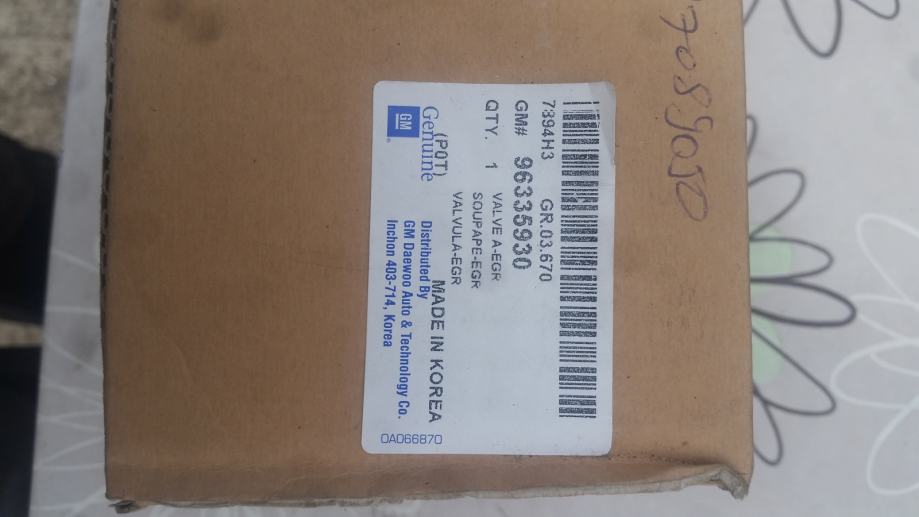 7394H3 GR.03.670
GM# 96335930
QTY. 1 VALVE A-EGR
SOUPAPE-EGR
VALVULA-EGR
(PQT) MADE IN KOREA
Genuine
GM
Distributed By
GM Daewoo Auto & Technology Co.
Inchon 403-714, Korea
0A066870